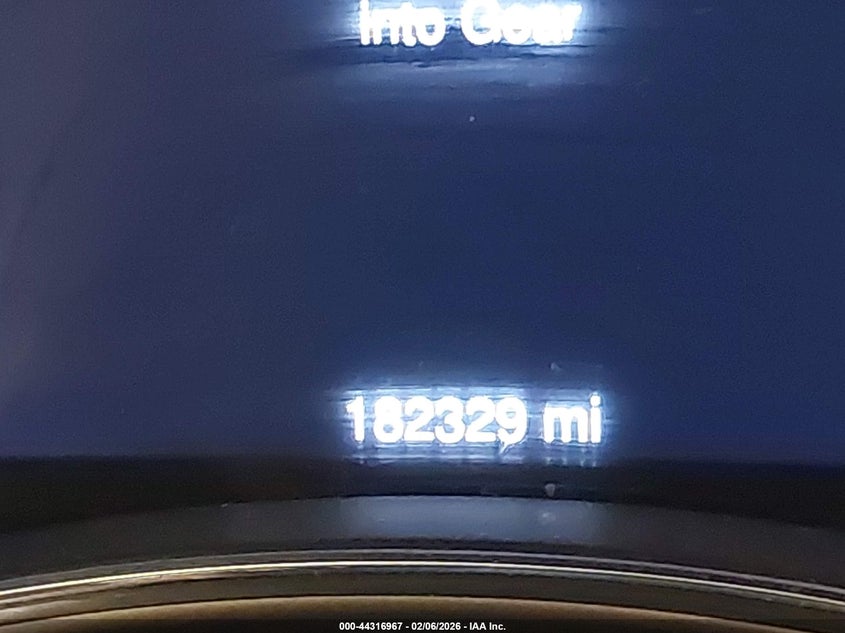 into Gear
182329 mi
000-44316967 - 02/06/2026 - IAA Inc.